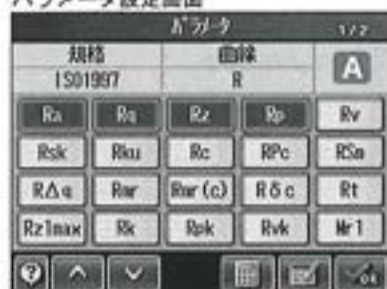 パラメータ設定画面
パラメータ 1/2
規格 曲線 A
ISO1997 R
Ra Rq Rz Rp Rv
Rsk Rku Rc RPc RSm
RΔq Rmr Rmr(c) Rδc Rt
Rz1max Rk Rpk Rvk Mr1
? OK